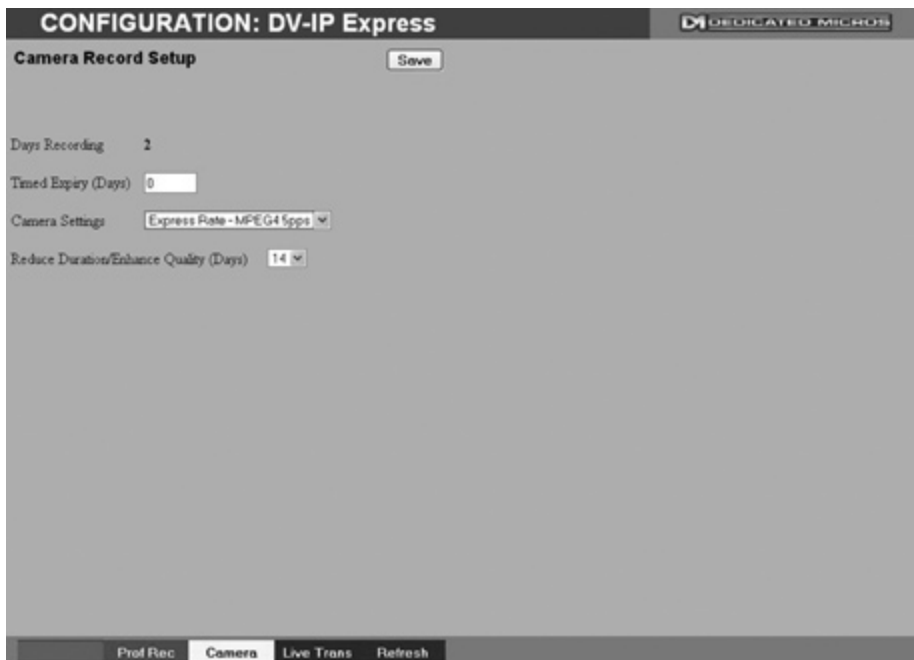 CONFIGURATION: DV-IP Express
DEDICATED MICROS
Camera Record Setup
Save
Days Recording 2
Timed Expiry (Days) 0
Camera Settings Express Rate - MPEG4 5pps
Reduce Duration/Enhance Quality (Days) 14
Prof Rec Camera Live Trans Refresh